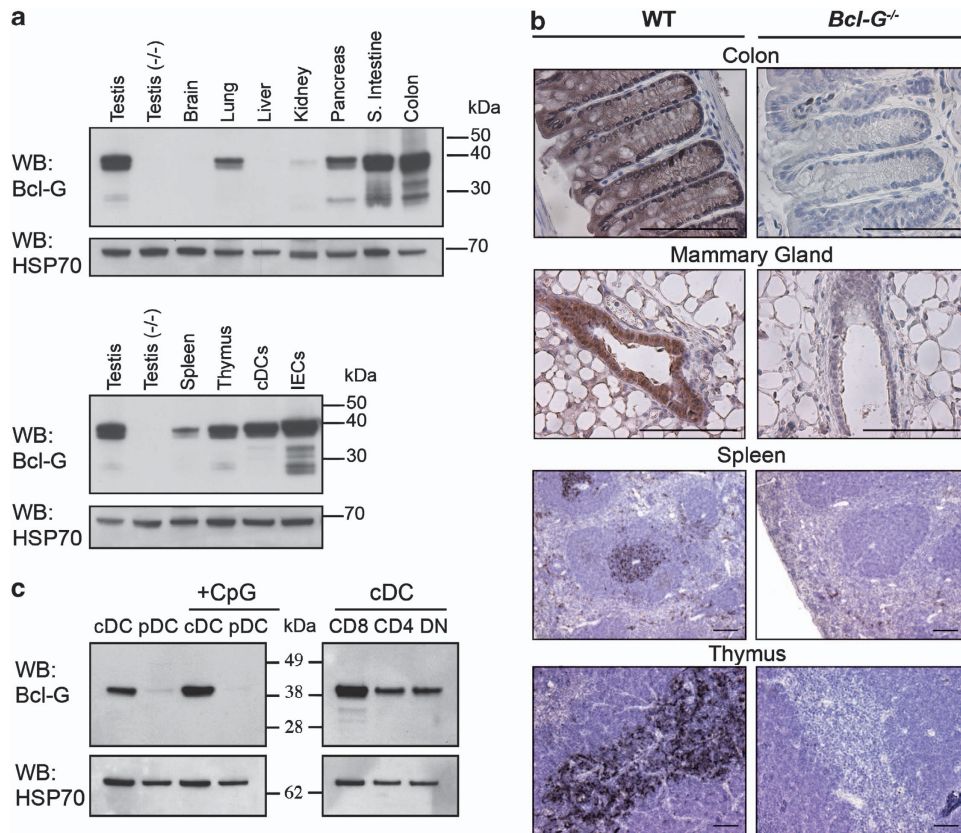 a
Testis
Testis (-/-)
Brain
Lung
Liver
Kidney
Pancreas
S. Intestine
Colon
kDa
WB:
Bcl-G
50
40
30
WB:
HSP70
70
Testis
Testis (-/-)
Spleen
Thymus
cDCs
IECs
kDa
WB:
Bcl-G
50
40
30
WB:
HSP70
70
b
WT
Bcl-G-/-
Colon
Mammary Gland
Spleen
Thymus
c
+CpG
cDC pDC cDC pDC kDa
WB:
Bcl-G
49
38
28
WB:
HSP70
62
cDC
CD8 CD4 DN